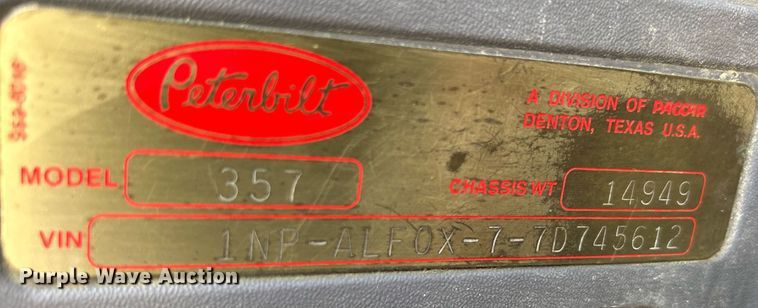 Peterbilt
A DIVISION OF PACCAR
DENTON, TEXAS U.S.A.
MODEL 357 CHASSIS WT 14949
VIN 1NP-ALF0X-7-7D745612
Purple Wave Auction